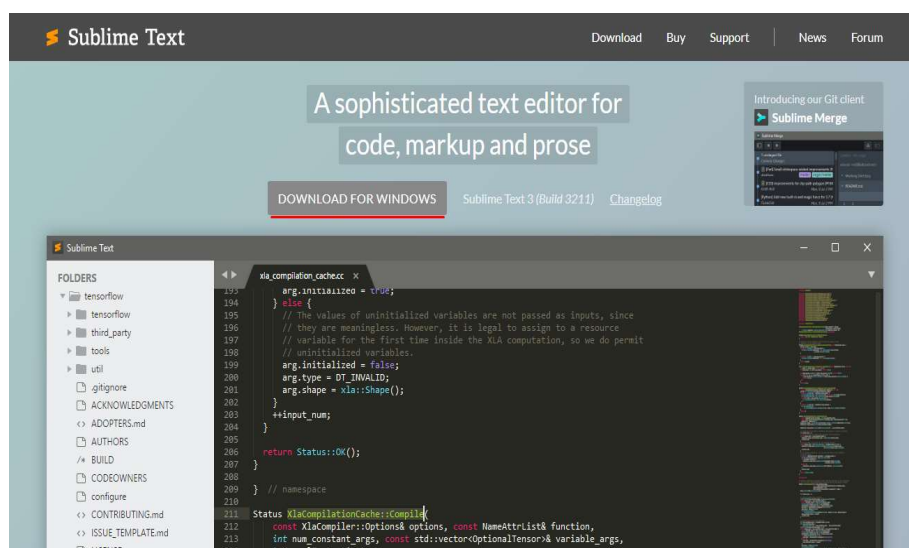 Sublime Text
Download Buy Support News Forum
A sophisticated text editor for
code, markup and prose
Introducing our Git client
Sublime Merge
DOWNLOAD FOR WINDOWS Sublime Text 3 (Build 3211) Changelog
Sublime Text
FOLDERS
tensorflow
tensorflow
third_party
tools
util
.gitignore
ACKNOWLEDGMENTS
<> ADOPTERS.md
AUTHORS
/* BUILD
CODEOWNERS
configure
<> CONTRIBUTING.md
<> ISSUE_TEMPLATE.md
LICENSE
xla_compilation_cache.cc ×
193 arg.initialized = true;
194 } else {
195 // The values of uninitialized variables are not passed as inputs, since
196 // they are meaningless. However, it is legal to assign to a resource
197 // variable for the first time inside the XLA computation, so we do permit
198 // uninitialized variables.
199 arg.initialized = false;
200 arg.type = DT_INVALID;
201 arg.shape = xla::Shape();
202 }
203 ++input_num;
204 }
205
206 return Status::OK();
207 }
208
209 } // namespace
210
211 Status XlaCompilationCache::Compile(
212 const XlaCompiler::Options& options, const NameAttrList& function,
213 int num_constant_args, const std::vector<OptionalTensor>& variable_args,